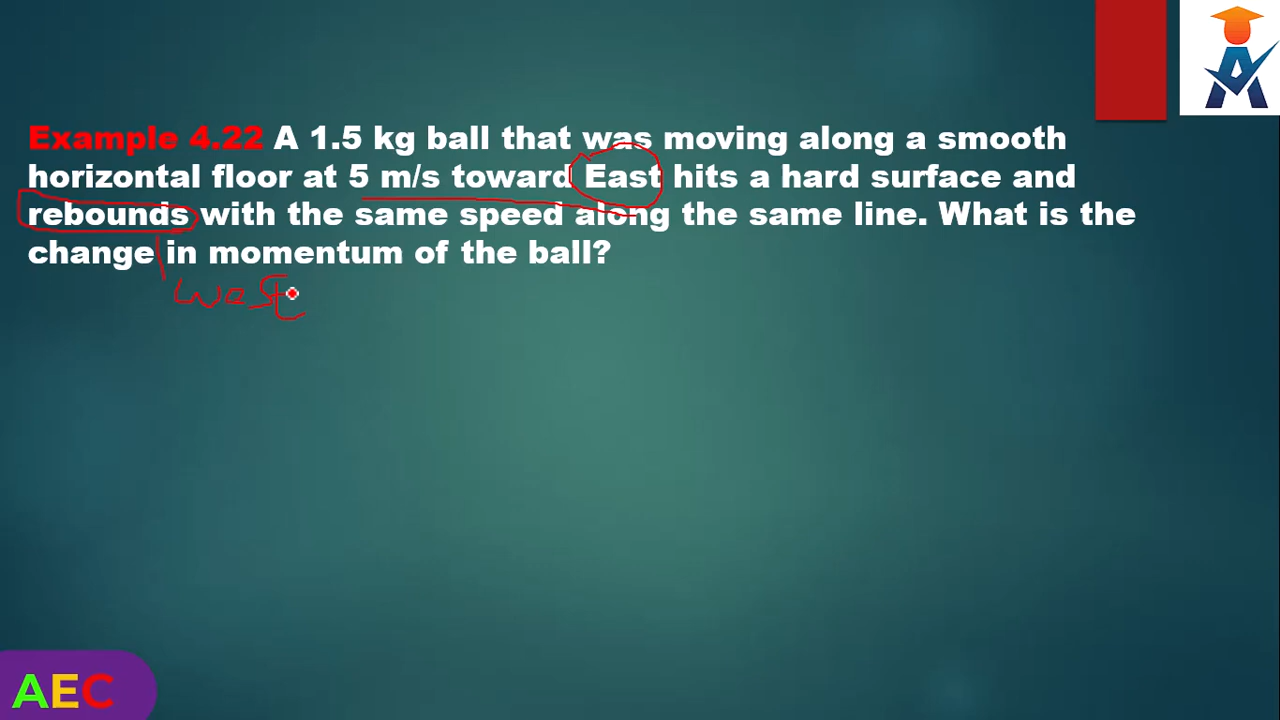 Example 4.22 A 1.5 kg ball that was moving along a smooth
horizontal floor at 5 m/s toward East hits a hard surface and
rebounds with the same speed along the same line. What is the
change in momentum of the ball?
West
AEC